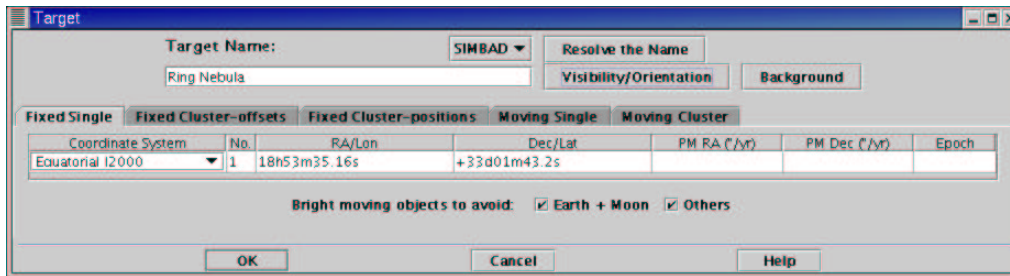 Target
Target Name: SIMBAD Resolve the Name
Ring Nebula Visibility/Orientation Background
Fixed Single Fixed Cluster-offsets Fixed Cluster-positions Moving Single Moving Cluster
Coordinate System No. RA/Lon Dec/Lat PM RA ("/yr) PM Dec ("/yr) Epoch
Equatorial J2000 1 18h53m35.16s +33d01m43.2s
Bright moving objects to avoid: Earth + Moon Others
OK Cancel Help